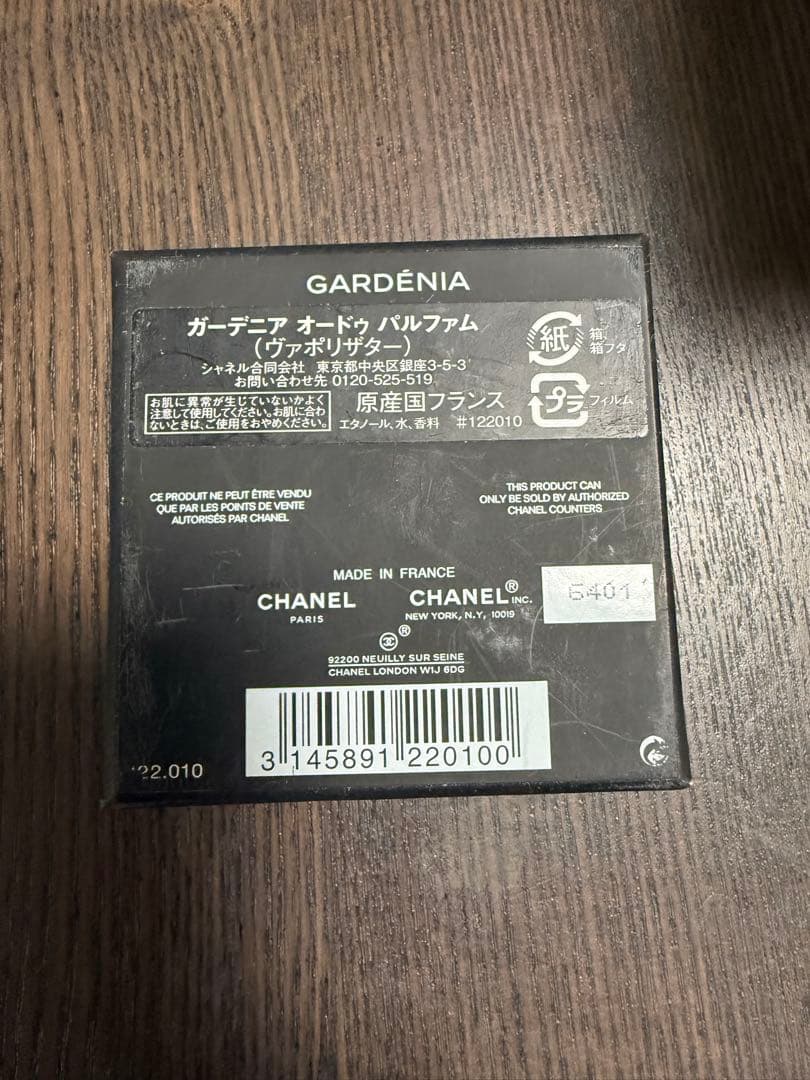 GARDÉNIA
ガーデニア オードゥ パルファム
(ヴァポリザター)
シャネル合同会社 東京都中央区銀座3-5-3
お問い合わせ先 0120-525-519
お肌に異常が生じていないかよく
注意して使用してください。お肌に合わ
ないときは、ご使用をおやめください。
原産国フランス
エタノール、水、香料 #122010
紙
箱、
箱フタ
プラ
フィルム
CE PRODUIT NE PEUT ÊTRE VENDU
QUE PAR LES POINTS DE VENTE
AUTORISÉS PAR CHANEL
THIS PRODUCT CAN
ONLY BE SOLD BY AUTHORIZED
CHANEL COUNTERS
MADE IN FRANCE
CHANEL
PARIS
CHANEL® INC.
NEW YORK, N.Y. 10019
6401
®
92200 NEUILLY SUR SEINE
CHANEL LONDON W1J 6DG
3 145891 220100
22.010